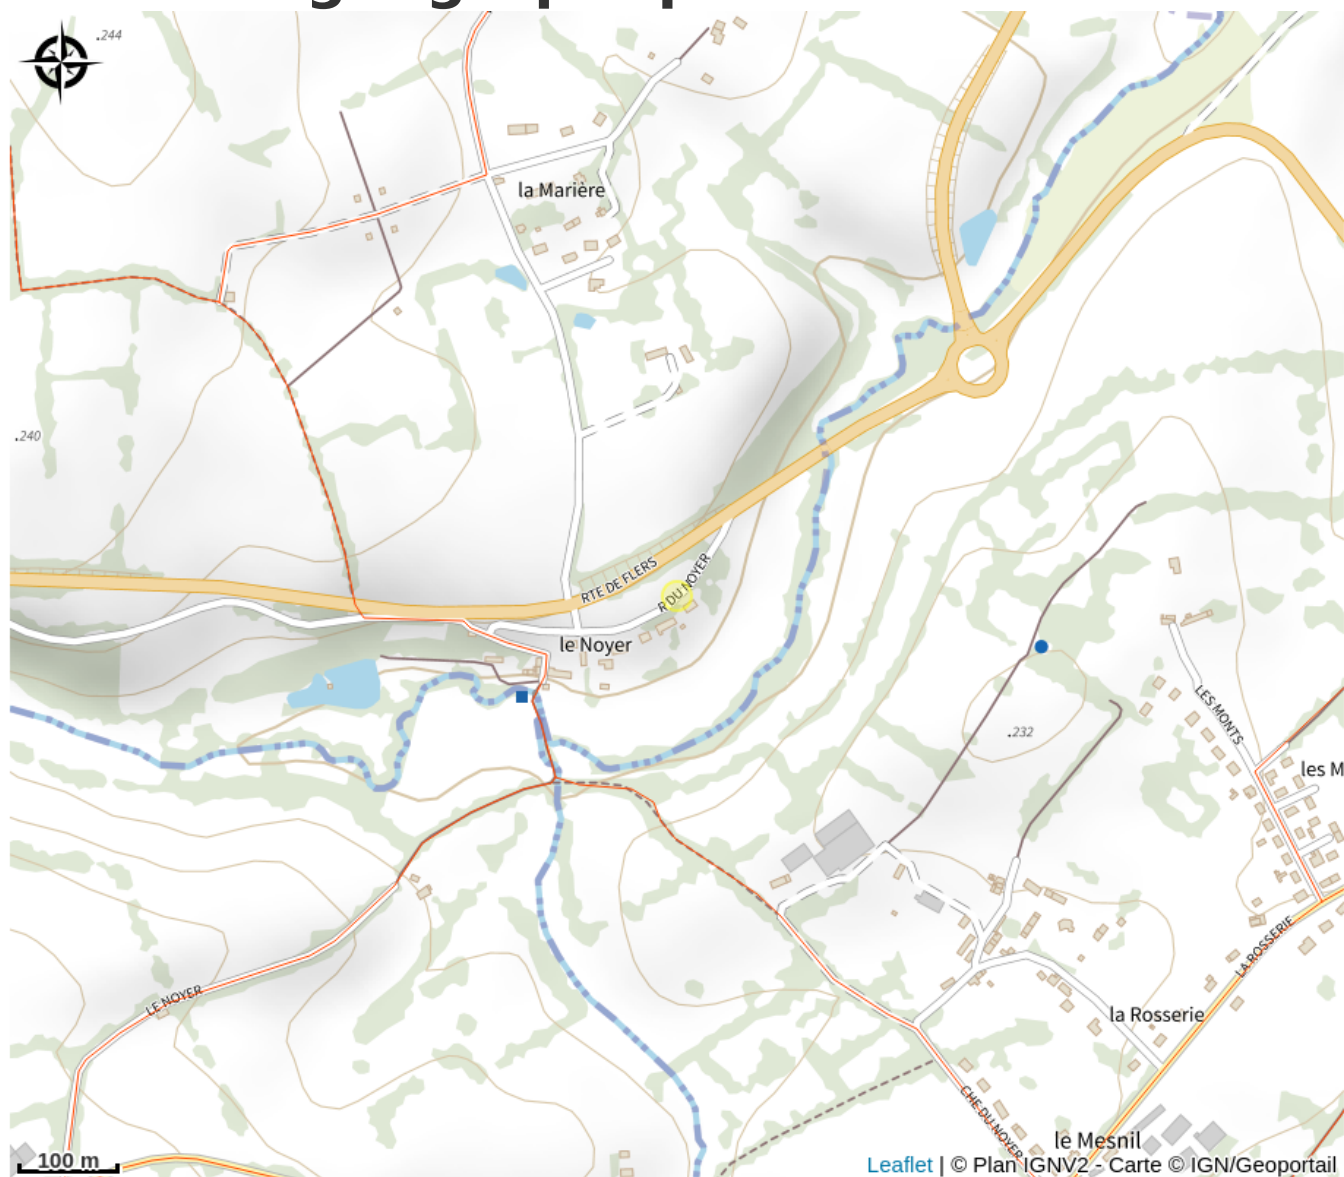 .244
la Marière
.240
RTE DE FLERS
R DU NOYER
le Noyer
LES MONTS
.232
les M
LE NOYER
LA ROSSERIE
la Rosserie
CHE DU NOYER
le Mesnil
100 m
Leaflet | © Plan IGNV2 - Carte © IGN/Geoportail